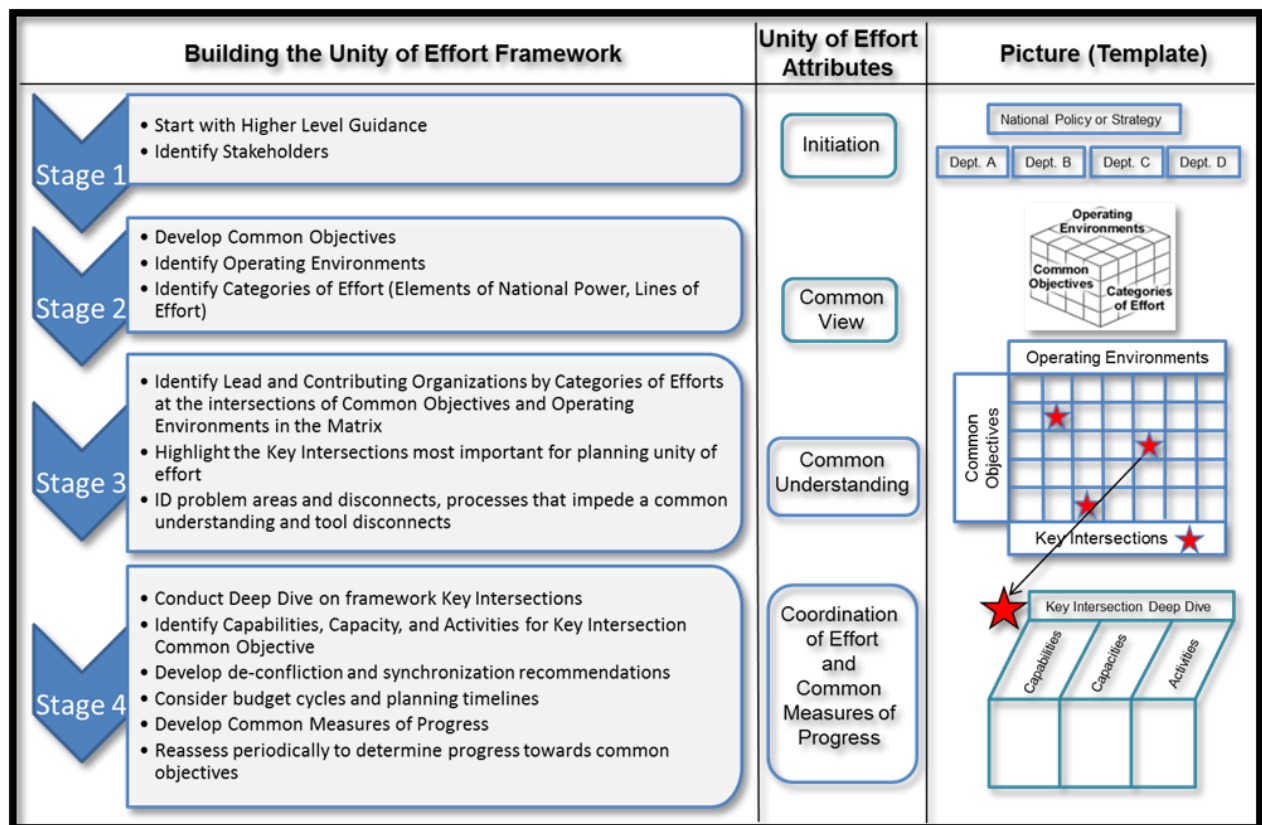 Building the Unity of Effort Framework
Unity of Effort
Attributes
Picture (Template)
Stage 1
• Start with Higher Level Guidance
• Identify Stakeholders
Initiation
National Policy or Strategy
Dept. A
Dept. B
Dept. C
Dept. D
Stage 2
• Develop Common Objectives
• Identify Operating Environments
• Identify Categories of Effort (Elements of National Power, Lines of
Effort)
Common
View
Operating
Environments
Common
Objectives
Categories
of Effort
Stage 3
• Identify Lead and Contributing Organizations by Categories of Efforts
at the intersections of Common Objectives and Operating
Environments in the Matrix
• Highlight the Key Intersections most important for planning unity of
effort
• ID problem areas and disconnects, processes that impede a common
understanding and tool disconnects
Common
Understanding
Operating Environments
Common
Objectives
Key Intersections
Stage 4
• Conduct Deep Dive on framework Key Intersections
• Identify Capabilities, Capacity, and Activities for Key Intersection
Common Objective
• Develop de-confliction and synchronization recommendations
• Consider budget cycles and planning timelines
• Develop Common Measures of Progress
• Reassess periodically to determine progress towards common
objectives
Coordination
of Effort
and
Common
Measures of
Progress
Key Intersection Deep Dive
Capabilities
Capacities
Activities